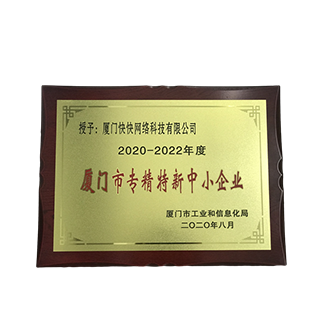 授予：厦门快快网络科技有限公司
2020-2022年度
厦门市专精特新中小企业
厦门市工业和信息化局
二〇二〇年八月